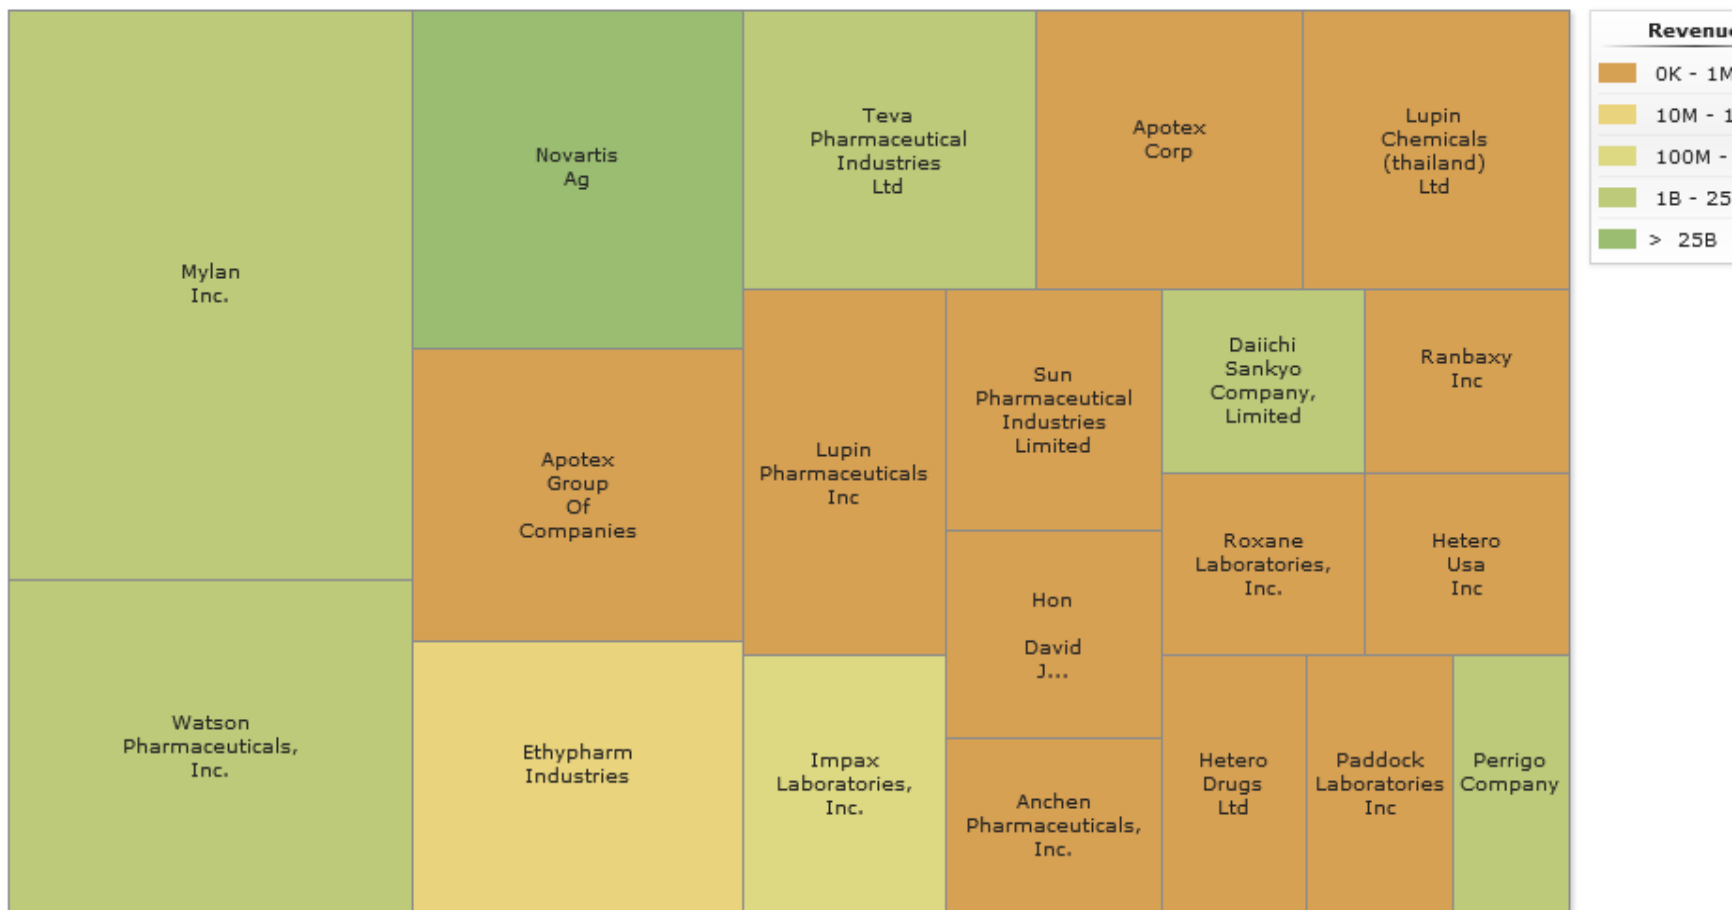 Mylan
Inc.
Watson
Pharmaceuticals,
Inc.
Novartis
Ag
Apotex
Group
Of
Companies
Ethypharm
Industries
Teva
Pharmaceutical
Industries
Ltd
Apotex
Corp
Lupin
Chemicals
(thailand)
Ltd
Lupin
Pharmaceuticals
Inc
Impax
Laboratories,
Inc.
Sun
Pharmaceutical
Industries
Limited
Hon
David
J...
Anchen
Pharmaceuticals,
Inc.
Daiichi
Sankyo
Company,
Limited
Ranbaxy
Inc
Roxane
Laboratories,
Inc.
Hetero
Usa
Inc
Hetero
Drugs
Ltd
Paddock
Laboratories
Inc
Perrigo
Company
Revenue
0K - 1M
10M - 1
100M -
1B - 25
> 25B